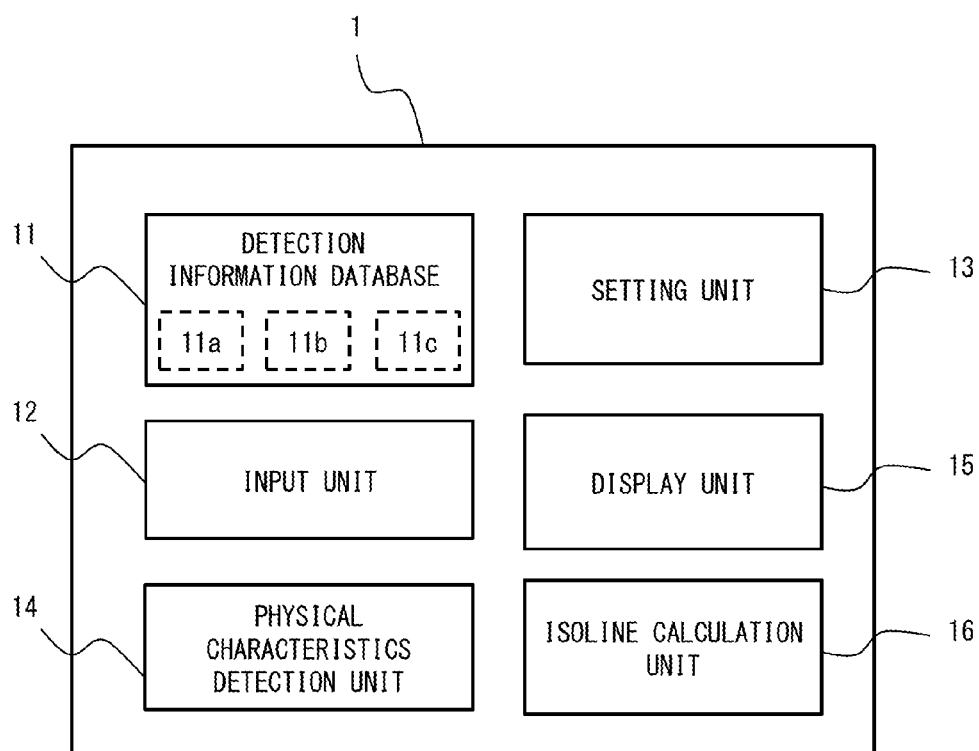 1
11
DETECTION
INFORMATION DATABASE
11a 11b 11c
SETTING UNIT
13
12
INPUT UNIT
DISPLAY UNIT
15
14
PHYSICAL
CHARACTERISTICS
DETECTION UNIT
ISOLINE CALCULATION
UNIT
16